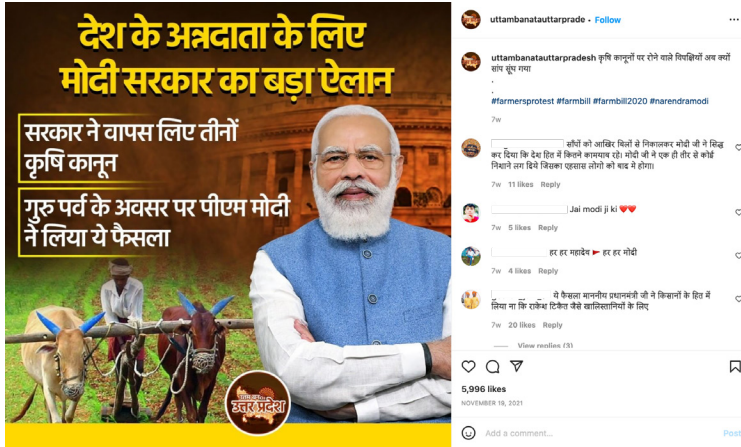 देश के अन्नदाता के लिए
मोदी सरकार का बड़ा ऐलान
सरकार ने वापस लिए तीनों
कृषि कानून
गुरु पर्व के अवसर पर पीएम मोदी
ने लिया ये फैसला
उत्तर प्रदेश
uttambanatauttarprade • Follow
uttambanatauttarpradesh कृषि कानूनों पर रोने वाले विपक्षियों अब क्यों
सांप सूंघ गया
.
.
#farmersprotest #farmbill #farmbill2020 #narendramodi
7w
साँपों को आखिर बिलों से निकालकर मोदी जी ने सिद्ध
कर दिया कि देश हित में कितने कामयाब रहे। मोदी जी ने एक ही तीर से कोई
निशाने लग दिये जिसका एहसास लोगो को बाद मे होगा।
7w 11 likes Reply
Jai modi ji ki ❤️❤️
7w 5 likes Reply
हर हर महादेव 🚩 हर हर मोदी
7w 4 likes Reply
ये फैसला माननीय प्रधानमंत्री जी ने किसानों के हित में
लिया ना कि राकेश टिकैत जैसे खालिस्तानियों के लिए
7w 20 likes Reply
View replies (3)
5,996 likes
NOVEMBER 19, 2021
Add a comment...
Post